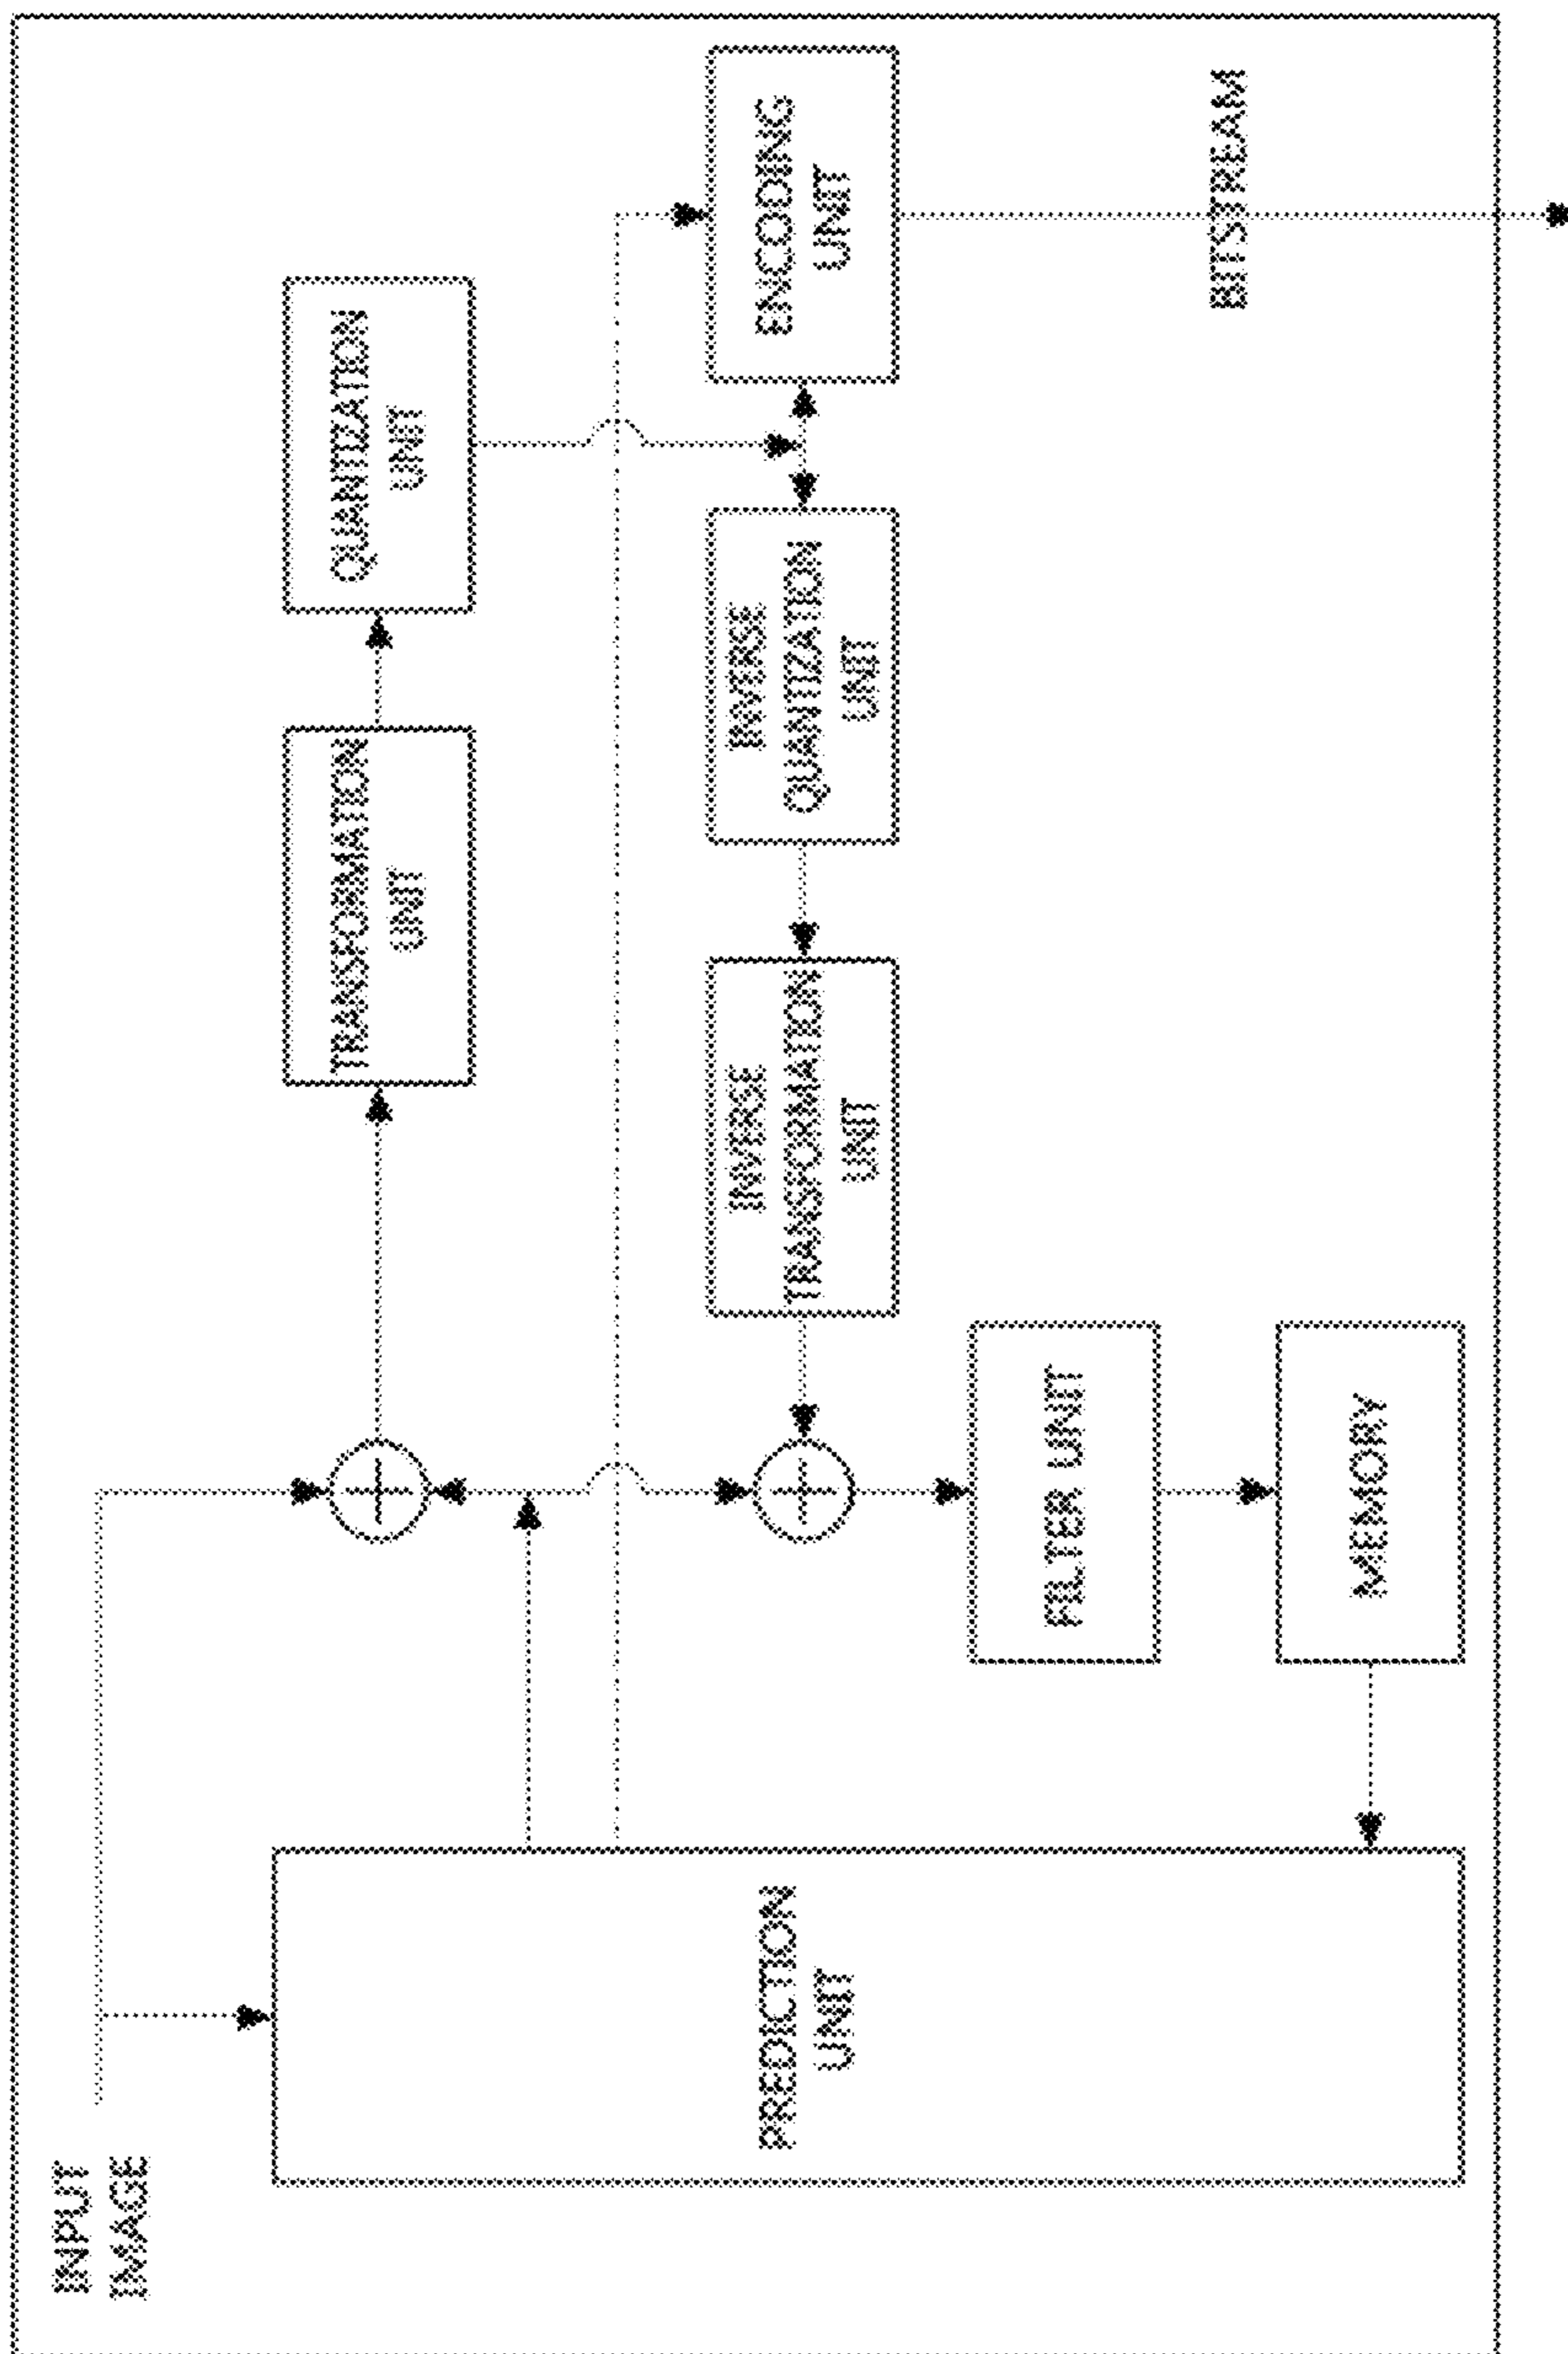 INPUT
IMAGE
TRANSFORMATION
UNIT
QUANTIZATION
UNIT
PREDICTION
UNIT
INVERSE
TRANSFORMATION
UNIT
INVERSE
QUANTIZATION
UNIT
ENCODING
UNIT
FILTER UNIT
MEMORY
BITSTREAM